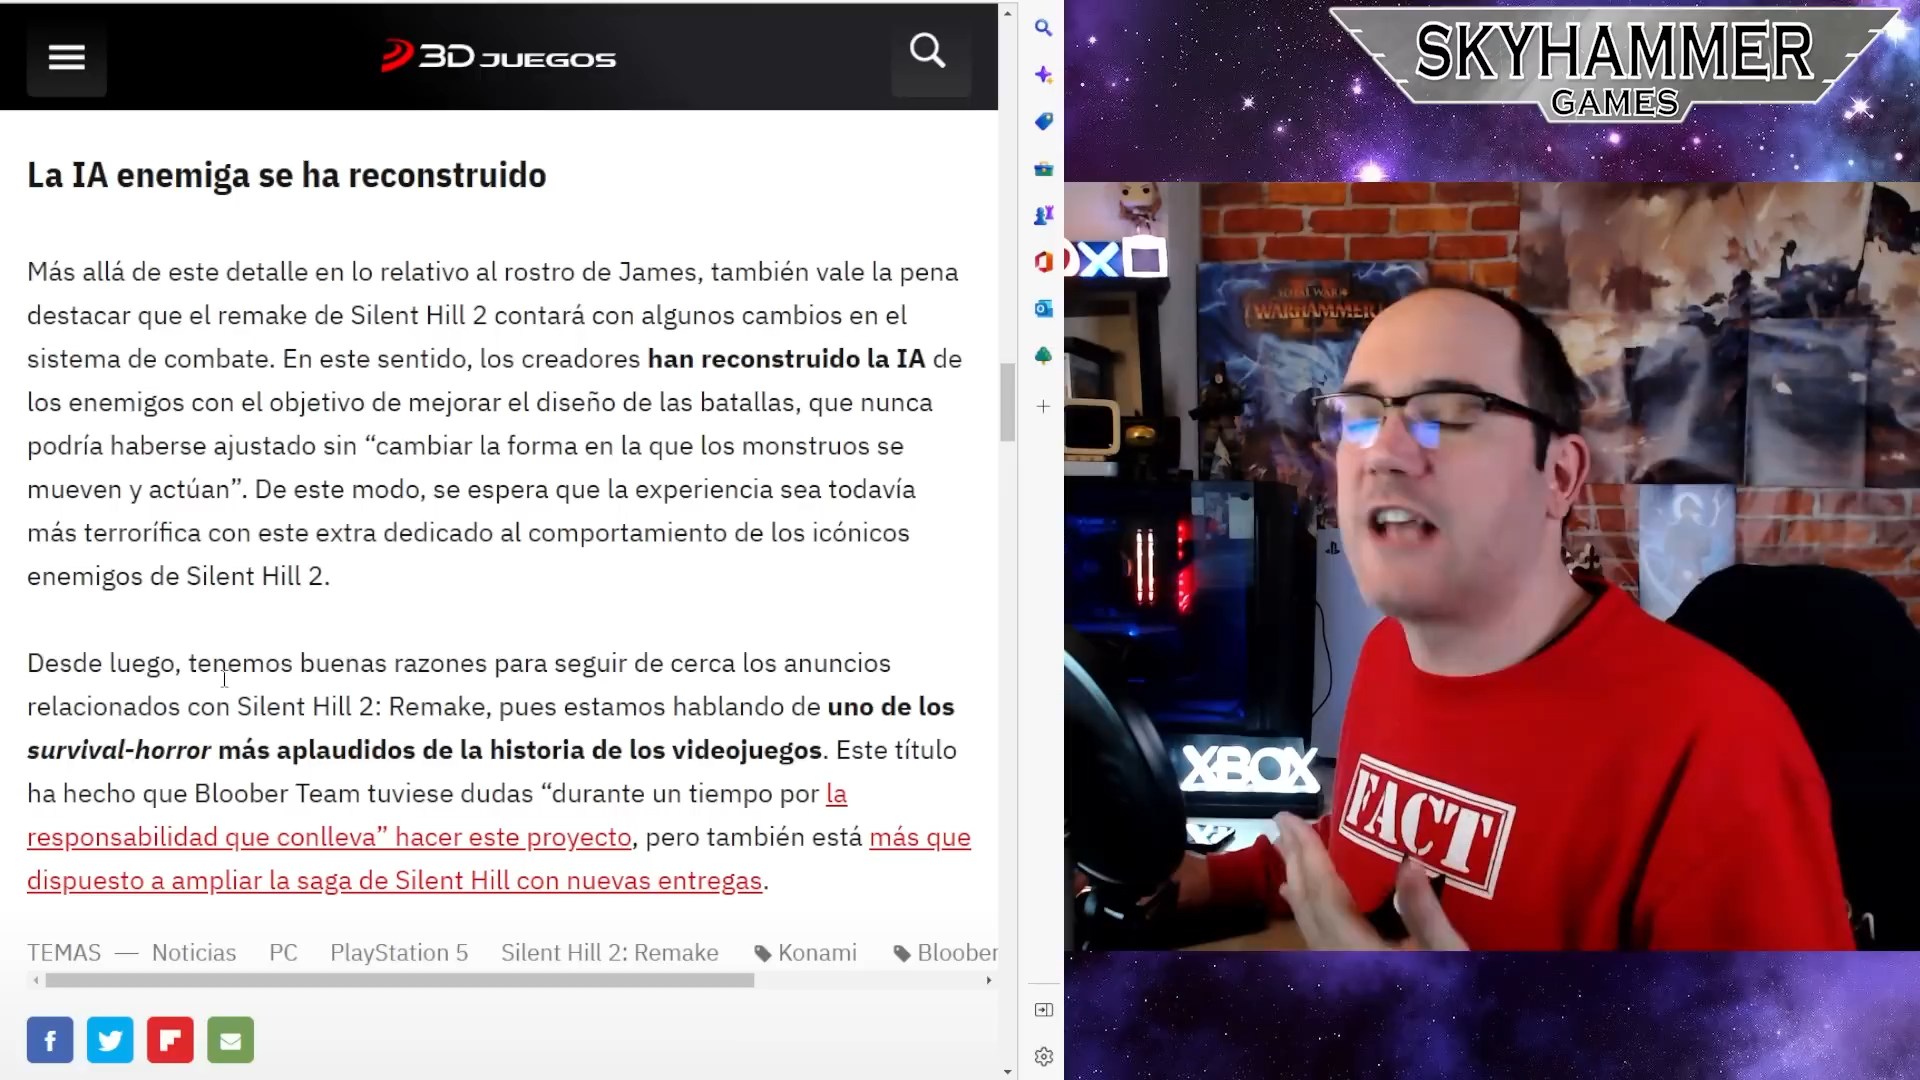 3D JUEGOS
La IA enemiga se ha reconstruido
Más allá de este detalle en lo relativo al rostro de James, también vale la pena
destacar que el remake de Silent Hill 2 contará con algunos cambios en el
sistema de combate. En este sentido, los creadores han reconstruido la IA de
los enemigos con el objetivo de mejorar el diseño de las batallas, que nunca
podría haberse ajustado sin “cambiar la forma en la que los monstruos se
mueven y actúan”. De este modo, se espera que la experiencia sea todavía
más terrorífica con este extra dedicado al comportamiento de los icónicos
enemigos de Silent Hill 2.
Desde luego, tenemos buenas razones para seguir de cerca los anuncios
relacionados con Silent Hill 2: Remake, pues estamos hablando de uno de los
survival-horror más aplaudidos de la historia de los videojuegos. Este título
ha hecho que Bloober Team tuviese dudas “durante un tiempo por la
responsabilidad que conlleva” hacer este proyecto, pero también está más que
dispuesto a ampliar la saga de Silent Hill con nuevas entregas.
TEMAS — Noticias PC PlayStation 5 Silent Hill 2: Remake Konami Bloober
SKYHAMMER
GAMES
TOTAL WAR
WARHAMMER
II
XBOX
FACT